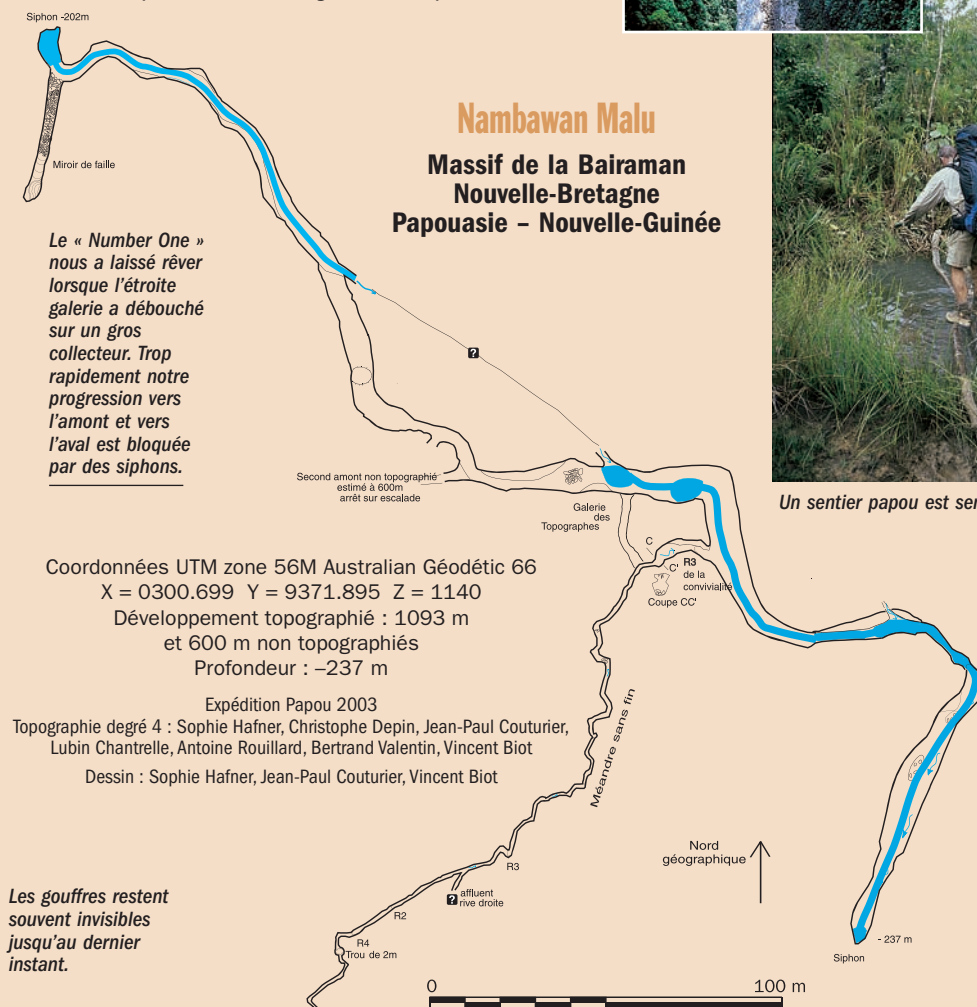 Siphon -202m
Nambawan Malu
Massif de la Bairaman
Nouvelle-Bretagne
Papouasie – Nouvelle-Guinée
Miroir de faille
Le « Number One »
nous a laissé rêver
lorsque l'étroite
galerie a débouché
sur un gros
collecteur. Trop
rapidement notre
progression vers
l'amont et vers
l'aval est bloquée
par des siphons.
?
Second amont non topographié
estimé à 600m
arrêt sur escalade
Galerie
des
Topographes
Un sentier papou est
C
C'
R3
de la
convivialité
Coupe CC'
Coordonnées UTM zone 56M Australian Géodétic 66
X = 0300.699 Y = 9371.895 Z = 1140
Développement topographié : 1093 m
et 600 m non topographiés
Profondeur : –237 m
Expédition Papou 2003
Topographie degré 4 : Sophie Hafner, Christophe Depin, Jean-Paul Couturier,
Lubin Chantrelle, Antoine Rouillard, Bertrand Valentin, Vincent Biot
Dessin : Sophie Hafner, Jean-Paul Couturier, Vincent Biot
Méandre sans fin
Nord
géographique
R3
?
affluent
rive droite
R2
R4
Trou de 2m
Les gouffres restent
souvent invisibles
jusqu'au dernier
instant.
- 237 m
Siphon
0 100 m